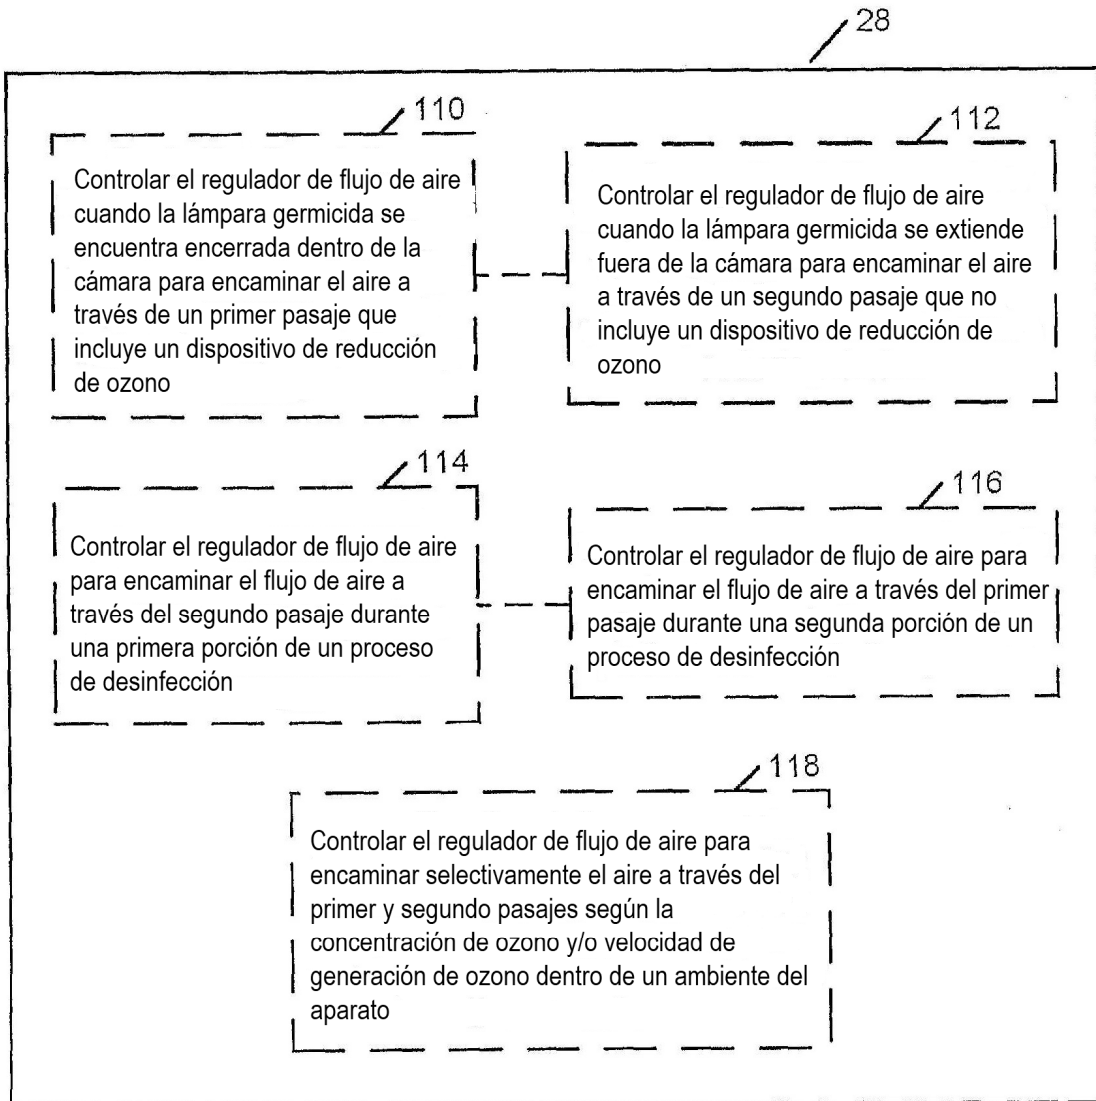 28
110
Controlar el regulador de flujo de aire
cuando la lámpara germicida se
encuentra encerrada dentro de la
cámara para encaminar el aire a
través de un primer pasaje que
incluye un dispositivo de reducción
de ozono
112
Controlar el regulador de flujo de aire
cuando la lámpara germicida se extiende
fuera de la cámara para encaminar el aire
a través de un segundo pasaje que no
incluye un dispositivo de reducción de
ozono
114
Controlar el regulador de flujo de aire
para encaminar el flujo de aire a
través del segundo pasaje durante
una primera porción de un proceso
de desinfección
116
Controlar el regulador de flujo de aire para
encaminar el flujo de aire a través del primer
pasaje durante una segunda porción de un
proceso de desinfección
118
Controlar el regulador de flujo de aire para
encaminar selectivamente el aire a través del
primer y segundo pasajes según la
concentración de ozono y/o velocidad de
generación de ozono dentro de un ambiente del
aparato